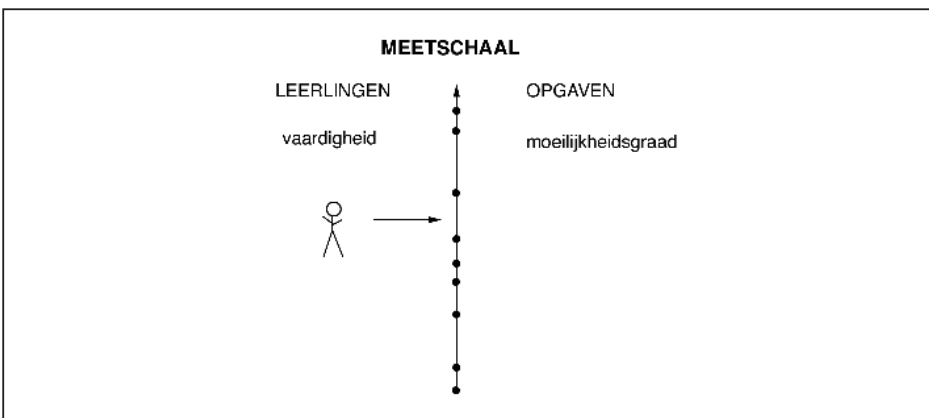 MEETSCHAAL
LEERLINGEN
OPGAVEN
vaardigheid
moeilijkheidsgraad